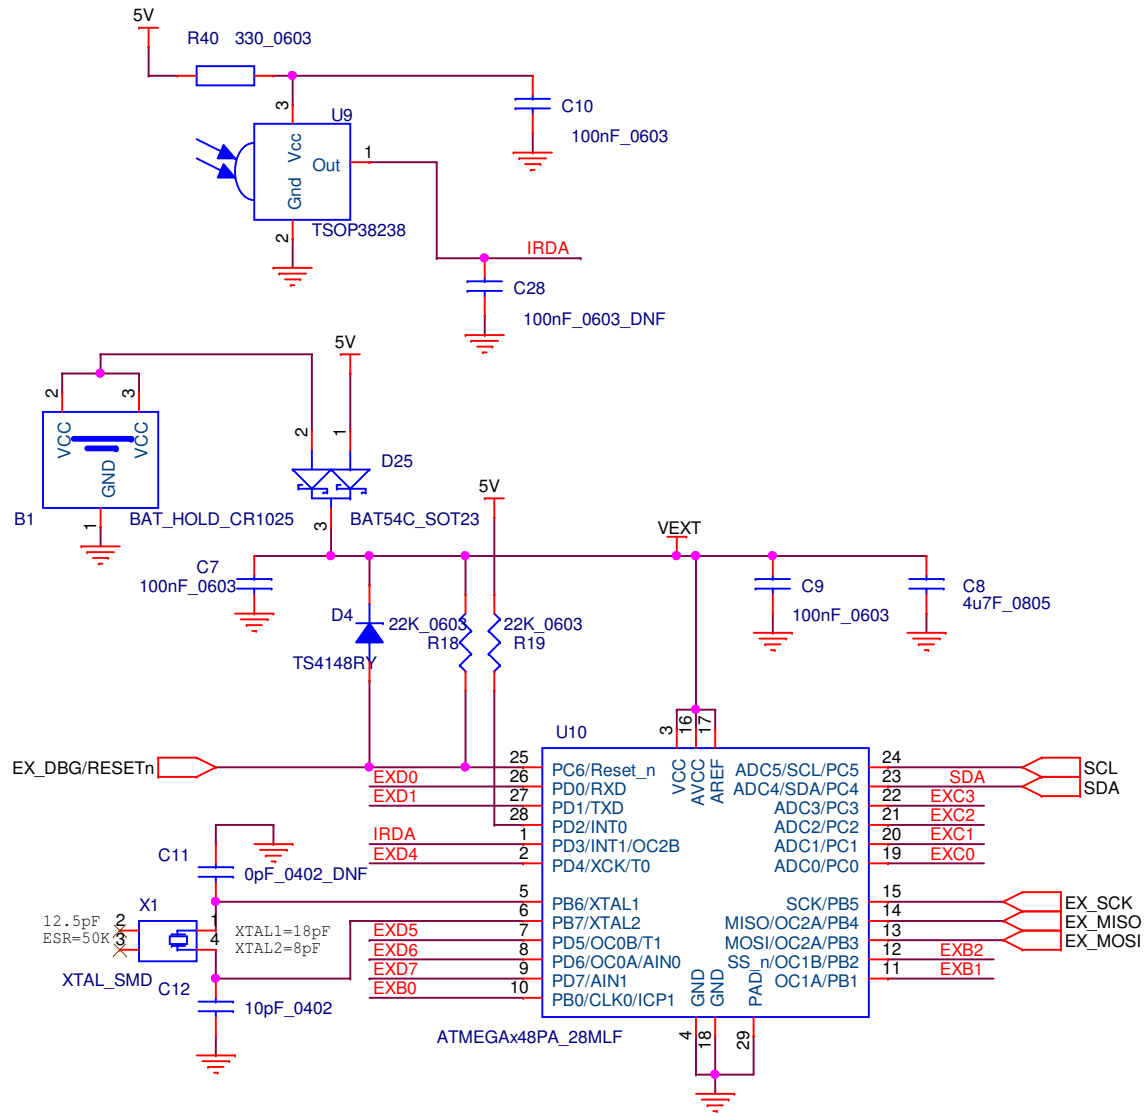 5V
R40 330_0603
3
U9
C10
100nF_0603
Vcc
Out
1
Gnd
2
TSOP38238
IRDA
C28
100nF_0603_DNF
5V
2
3
VCC
VCC
GND
1
B1
BAT_HOLD_CR1025
2
1
D25
3
BAT54C_SOT23
5V
VEXT
C7
100nF_0603
C9
100nF_0603
C8
4u7F_0805
D4
TS4148RY
22K_0603
R18
22K_0603
R19
U10
3
16
17
VCC
AVCC
AREF
EX_DBG/RESETn
25 PC6/Reset_n
EXD0 26 PD0/RXD
EXD1 27 PD1/TXD
28 PD2/INT0
IRDA 1 PD3/INT1/OC2B
EXD4 2 PD4/XCK/T0
5 PB6/XTAL1
6 PB7/XTAL2
EXD5 7 PD5/OC0B/T1
EXD6 8 PD6/OC0A/AIN0
EXD7 9 PD7/AIN1
EXB0 10 PB0/CLK0/ICP1
ADC5/SCL/PC5 24 SCL
ADC4/SDA/PC4 23 SDA SDA
ADC3/PC3 22 EXC3
ADC2/PC2 21 EXC2
ADC1/PC1 20 EXC1
ADC0/PC0 19 EXC0
SCK/PB5 15 EX_SCK
MISO/OC2A/PB4 14 EX_MISO
MOSI/OC2A/PB3 13 EX_MOSI
SS_n/OC1B/PB2 12 EXB2
OC1A/PB1 11 EXB1
GND
GND
PAD
4
18
29
ATMEGAx48PA_28MLF
C11
0pF_0402_DNF
X1
12.5pF
ESR=50K
2
3
1
4
XTAL1=18pF
XTAL2=8pF
XTAL_SMD
C12
10pF_0402